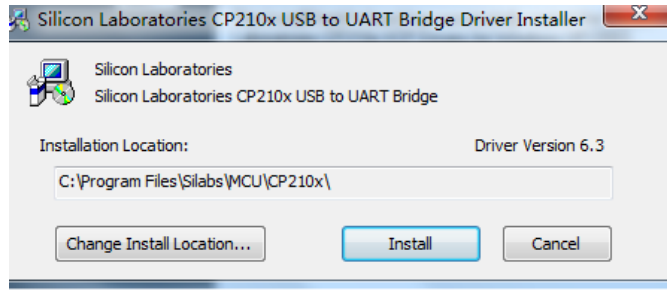 Silicon Laboratories CP210x USB to UART Bridge Driver Installer
Silicon Laboratories
Silicon Laboratories CP210x USB to UART Bridge
Installation Location: Driver Version 6.3
C:\Program Files\Silabs\MCU\CP210x\
Change Install Location... Install Cancel